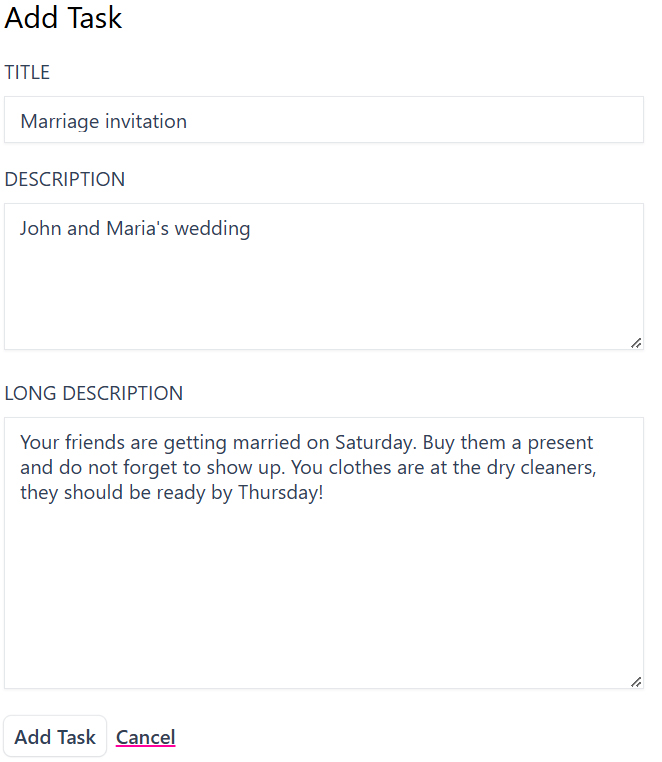 Add Task
TITLE
Marriage invitation
DESCRIPTION
John and Maria's wedding
LONG DESCRIPTION
Your friends are getting married on Saturday. Buy them a present
and do not forget to show up. You clothes are at the dry cleaners,
they should be ready by Thursday!
Add Task Cancel